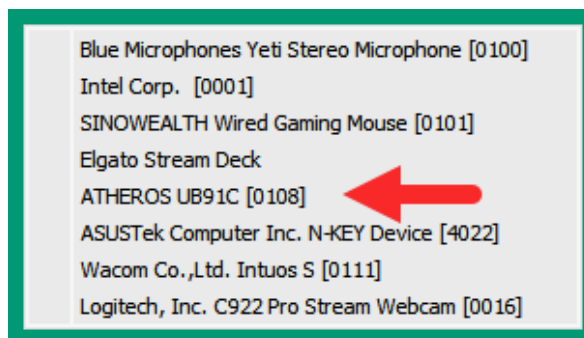 Blue Microphones Yeti Stereo Microphone [0100]
Intel Corp.  [0001]
SINOWEALTH Wired Gaming Mouse [0101]
Elgato Stream Deck
ATHEROS UB91C [0108]
ASUSTek Computer Inc. N-KEY Device [4022]
Wacom Co.,Ltd. Intuos S [0111]
Logitech, Inc. C922 Pro Stream Webcam [0016]